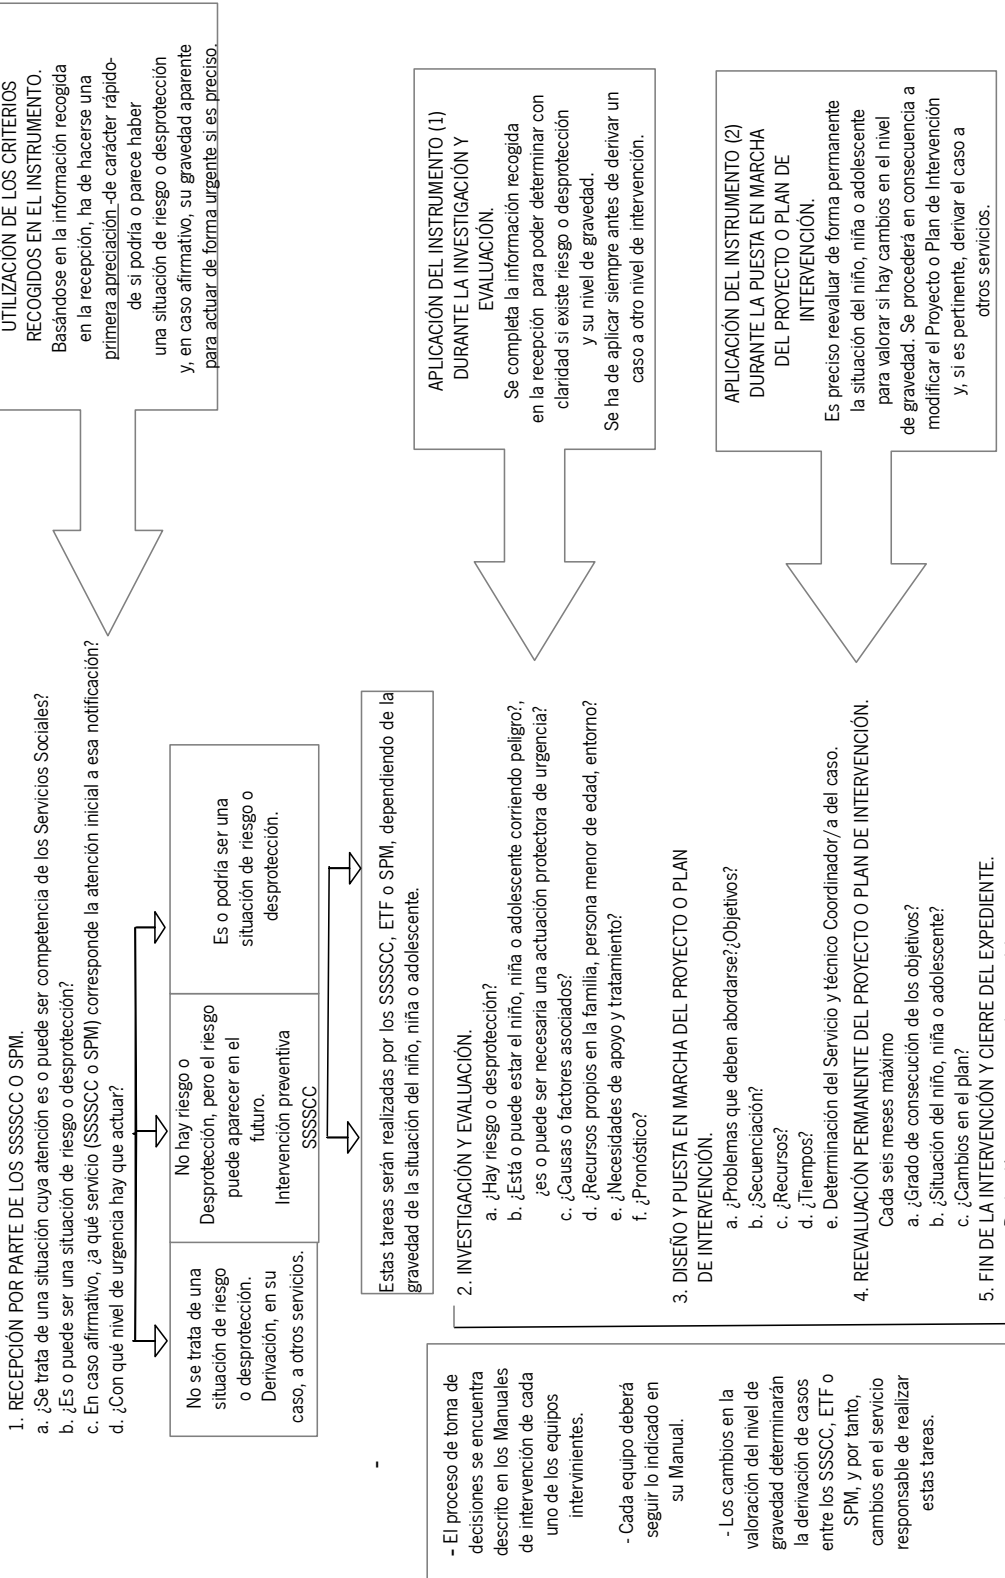 1. RECEPCIÓN POR PARTE DE LOS SSSSCC O SPM.
a. ¿Se trata de una situación cuya atención es o puede ser competencia de los Servicios Sociales?
b. ¿Es o puede ser una situación de riesgo o desprotección?
c. En caso afirmativo, ¿a qué servicio (SSSSCC o SPM) corresponde la atención inicial a esa notificación?
d. ¿Con qué nivel de urgencia hay que actuar?
UTILIZACIÓN DE LOS CRITERIOS
RECOGIDOS EN EL INSTRUMENTO.
Basándose en la información recogida
en la recepción, ha de hacerse una
primera apreciación -de carácter rápido-
de si podría o parece haber
una situación de riesgo o desprotección
y, en caso afirmativo, su gravedad aparente
para actuar de forma urgente si es preciso.
No se trata de una
situación de riesgo
o desprotección.
Derivación, en su
caso, a otros servicios.
No hay riesgo o
Desprotección, pero el riesgo
puede aparecer en el
futuro.
Intervención preventiva
SSSSCC
Es o podría ser una
situación de riesgo o
desprotección.
-
Estas tareas serán realizadas por los SSSSCC, ETF o SPM, dependiendo de la
gravedad de la situación del niño, niña o adolescente.
- El proceso de toma de
decisiones se encuentra
descrito en los Manuales
de intervención de cada
uno de los equipos
intervinientes.
- Cada equipo deberá
seguir lo indicado en
su Manual.
- Los cambios en la
valoración del nivel de
gravedad determinarán
la derivación de casos
entre los SSSCC, ETF o
SPM, y por tanto,
cambios en el servicio
responsable de realizar
estas tareas.
2. INVESTIGACIÓN Y EVALUACIÓN.
a. ¿Hay riesgo o desprotección?
b. ¿Está o puede estar el niño, niña o adolescente corriendo peligro?,
¿es o puede ser necesaria una actuación protectora de urgencia?
c. ¿Causas o factores asociados?
d. ¿Recursos propios en la familia, persona menor de edad, entorno?
e. ¿Necesidades de apoyo y tratamiento?
f. ¿Pronóstico?
APLICACIÓN DEL INSTRUMENTO (1)
DURANTE LA INVESTIGACIÓN Y
EVALUACIÓN.
Se completa la información recogida
en la recepción para poder determinar con
claridad si existe riesgo o desprotección
y su nivel de gravedad.
Se ha de aplicar siempre antes de derivar un
caso a otro nivel de intervención.
3. DISEÑO Y PUESTA EN MARCHA DEL PROYECTO O PLAN
DE INTERVENCIÓN.
a. ¿Problemas que deben abordarse?¿Objetivos?
b. ¿Secuenciación?
c. ¿Recursos?
d. ¿Tiempos?
e. Determinación del Servicio y técnico Coordinador/a del caso.
4. REEVALUACIÓN PERMANENTE DEL PROYECTO O PLAN DE INTERVENCIÓN.
Cada seis meses máximo
a. ¿Grado de consecución de los objetivos?
b. ¿Situación del niño, niña o adolescente?
c. ¿Cambios en el plan?
APLICACIÓN DEL INSTRUMENTO (2)
DURANTE LA PUESTA EN MARCHA
DEL PROYECTO O PLAN DE
INTERVENCIÓN.
Es preciso reevaluar de forma permanente
la situación del niño, niña o adolescente
para valorar si hay cambios en el nivel
de gravedad. Se procederá en consecuencia a
modificar el Proyecto o Plan de Intervención
y, si es pertinente, derivar el caso a
otros servicios.
5. FIN DE LA INTERVENCIÓN Y CIERRE DEL EXPEDIENTE.